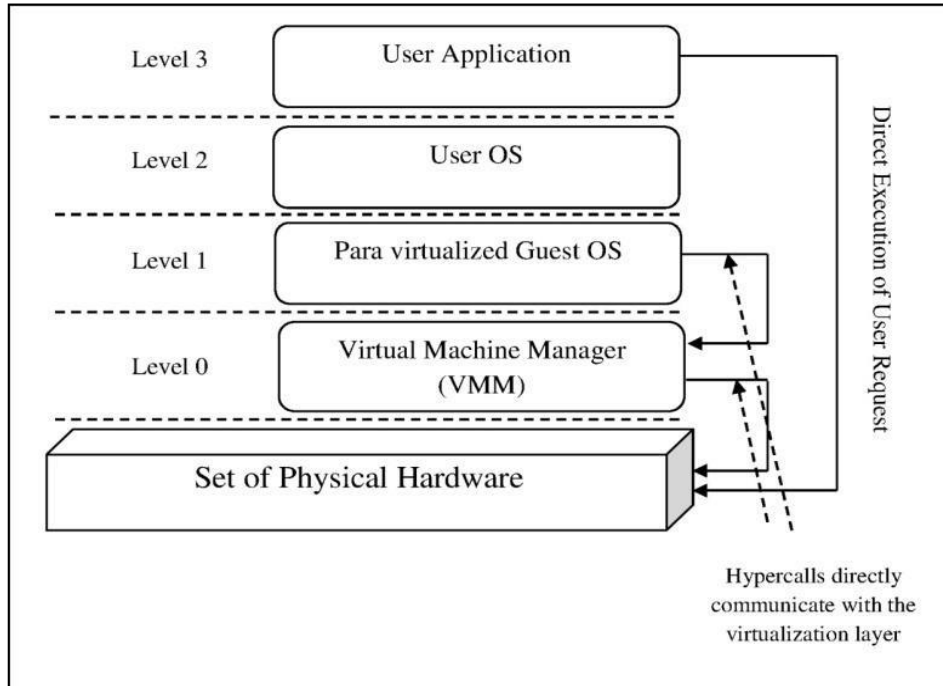 Level 3
User Application
Level 2
User OS
Level 1
Para virtualized Guest OS
Level 0
Virtual Machine Manager
(VMM)
Set of Physical Hardware
Direct Execution of User Request
Hypercalls directly
communicate with the
virtualization layer